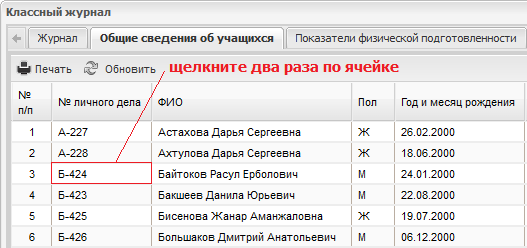 Классный журнал
Журнал Общие сведения об учащихся Показатели физической подготовленности
Печать Обновить щелкните два раза по ячейке
№ п/п № личного дела ФИО Пол Год и месяц рождения
1 А-227 Астахова Дарья Сергеевна Ж 26.02.2000
2 А-228 Ахтулова Дарья Сергеевна Ж 18.06.2000
3 Б-424 Байтоков Расул Ерболович М 24.01.2000
4 Б-423 Бакшеев Данила Юрьевич М 22.08.2000
5 Б-425 Бисенова Жанар Аманжаловна Ж 19.07.2000
6 Б-426 Большаков Дмитрий Анатольевич М 06.12.2000